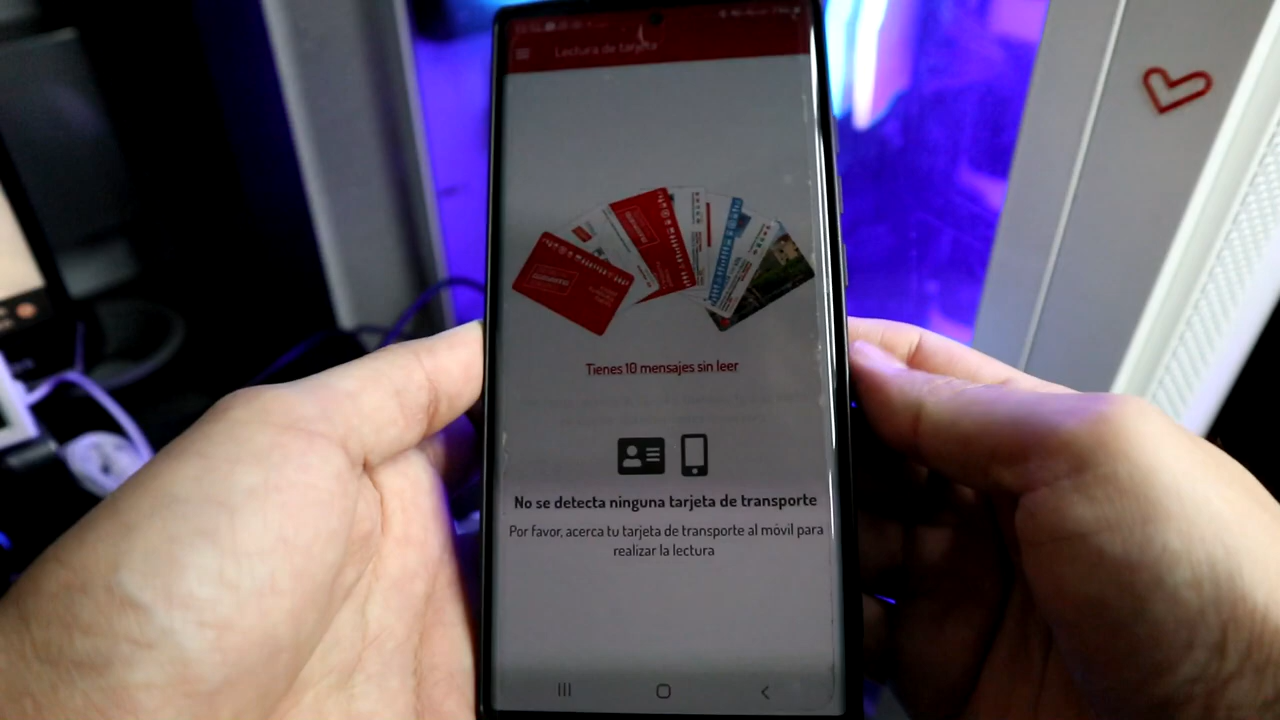 Lectura de tarjeta
Tienes 10 mensajes sin leer
No se detecta ninguna tarjeta de transporte
Por favor, acerca tu tarjeta de transporte al móvil para
realizar la lectura